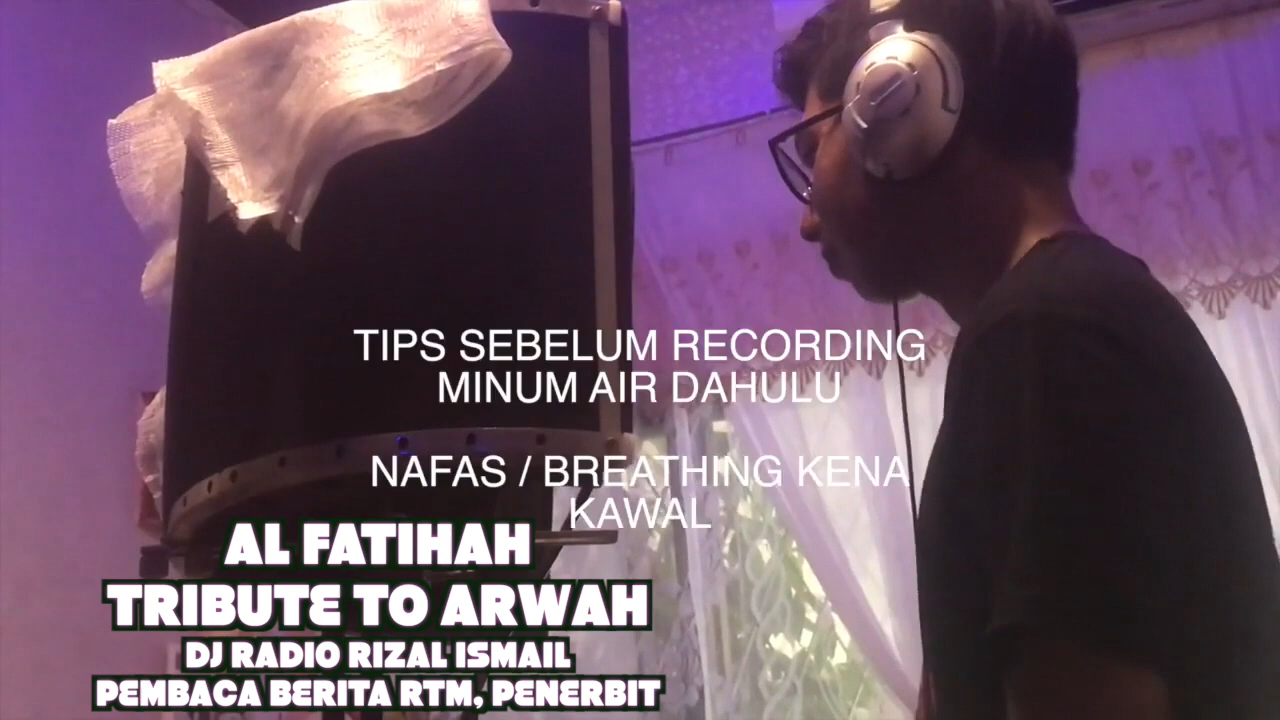 TIPS SEBELUM RECORDING
MINUM AIR DAHULU
NAFAS / BREATHING KENA
KAWAL
AL FATIHAH
TRIBUTE TO ARWAH
DJ RADIO RIZAL ISMAIL
PEMBACA BERITA RTM, PENERBIT